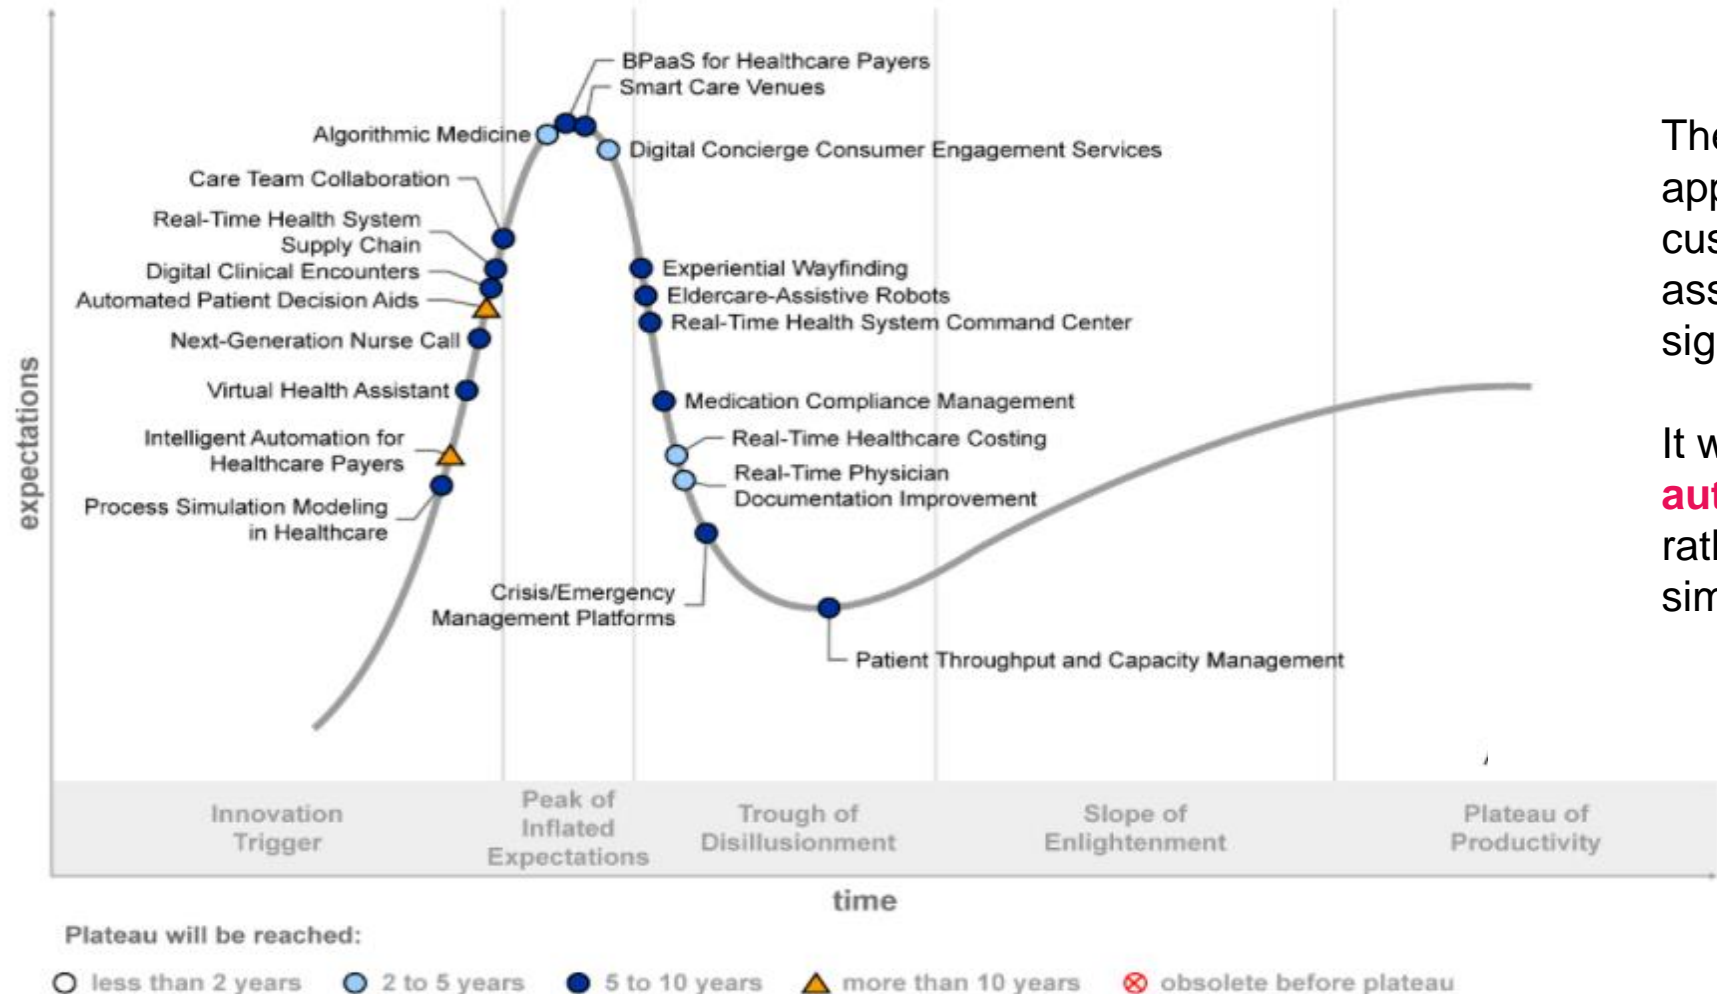 BPaaS for Healthcare Payers
Smart Care Venues
Algorithmic Medicine
Digital Concierge Consumer Engagement Services
Care Team Collaboration
Real-Time Health System
Supply Chain
Digital Clinical Encounters
Automated Patient Decision Aids
Next-Generation Nurse Call
Virtual Health Assistant
Intelligent Automation for
Healthcare Payers
Process Simulation Modeling
in Healthcare
Experiential Wayfinding
Eldercare-Assistive Robots
Real-Time Health System Command Center
Medication Compliance Management
Real-Time Healthcare Costing
Real-Time Physician
Documentation Improvement
Crisis/Emergency
Management Platforms
Patient Throughput and Capacity Management
expectations
Innovation
Trigger
Peak of
Inflated
Expectations
Trough of
Disillusionment
Slope of
Enlightenment
Plateau of
Productivity
time
Plateau will be reached:
less than 2 years
2 to 5 years
5 to 10 years
more than 10 years
obsolete before plateau
The
app
cus
ass
sig
It w
aut
rath
sim